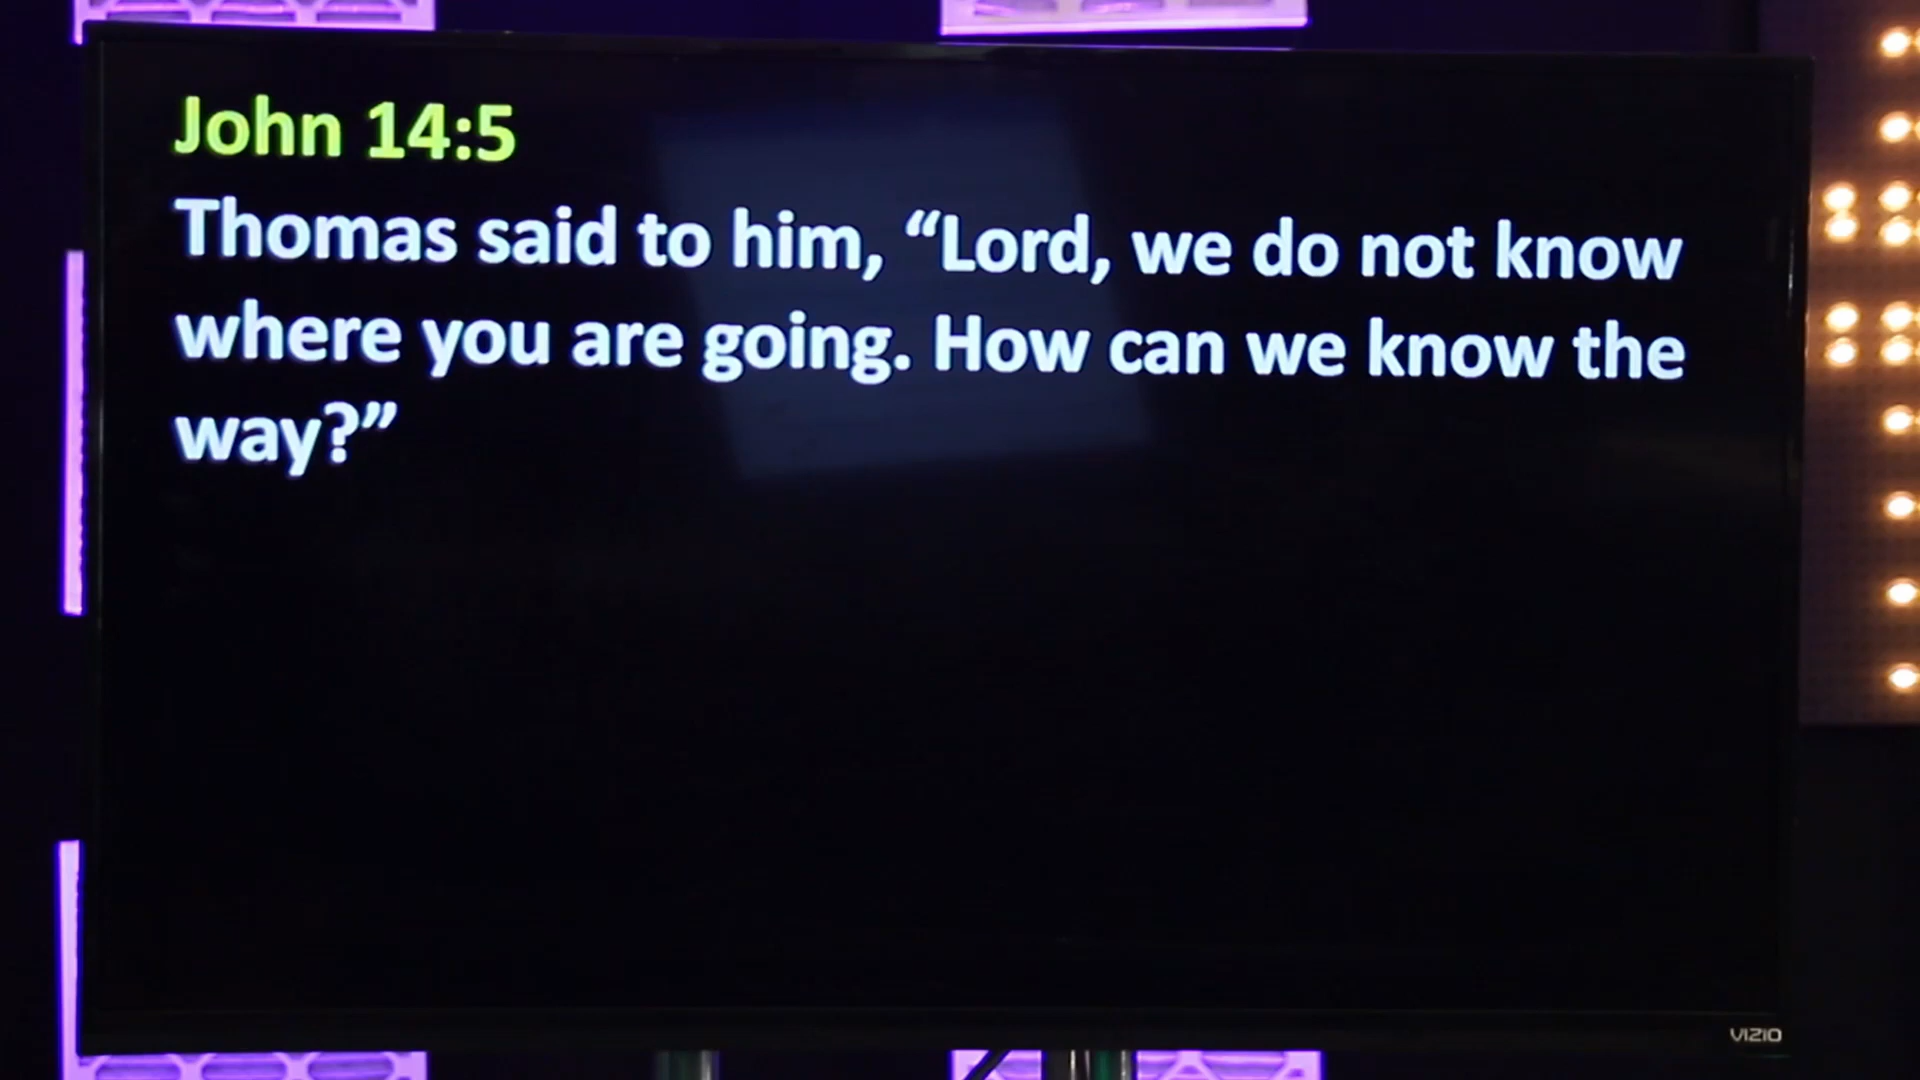 John 14:5
Thomas said to him, “Lord, we do not know
where you are going. How can we know the
way?”
VIZIO